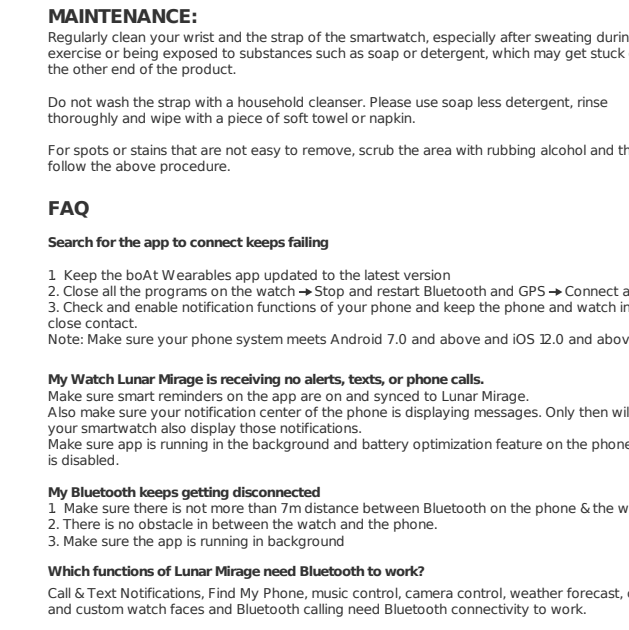 MAINTENANCE:
Regularly clean your wrist and the strap of the smartwatch, especially after sweating
exercise or being exposed to substances such as soap or detergent, which may get stuck
the other end of the product.
Do not wash the strap with a household cleanser. Please use soap less detergent, rinse
thoroughly and wipe with a piece of soft towel or napkin.
For spots or stains that are not easy to remove, scrub the area with rubbing alcohol and
follow the above procedure.
FAQ
Search for the app to connect keeps failing
1 Keep the boAt Wearables app updated to the latest version
2. Close all the programs on the watch → Stop and restart Bluetooth and GPS → Connect
3. Check and enable notification functions of your phone and keep the phone and watch in
close contact.
Note: Make sure your phone system meets Android 7.0 and above and iOS 12.0 and
My Watch Lunar Mirage is receiving no alerts, texts, or phone calls.
Make sure smart reminders on the app are on and synced to Lunar Mirage.
Also make sure your notification center of the phone is displaying messages. Only then
your smartwatch also display those notifications.
Make sure app is running in the background and battery optimization feature on the phone
is disabled.
My Bluetooth keeps getting disconnected
1 Make sure there is not more than 7m distance between Bluetooth on the phone & the
2. There is no obstacle in between the watch and the phone.
3. Make sure the app is running in background
Which functions of Lunar Mirage need Bluetooth to work?
Call & Text Notifications, Find My Phone, music control, camera control, weather forecast,
and custom watch faces and Bluetooth calling need Bluetooth connectivity to work.